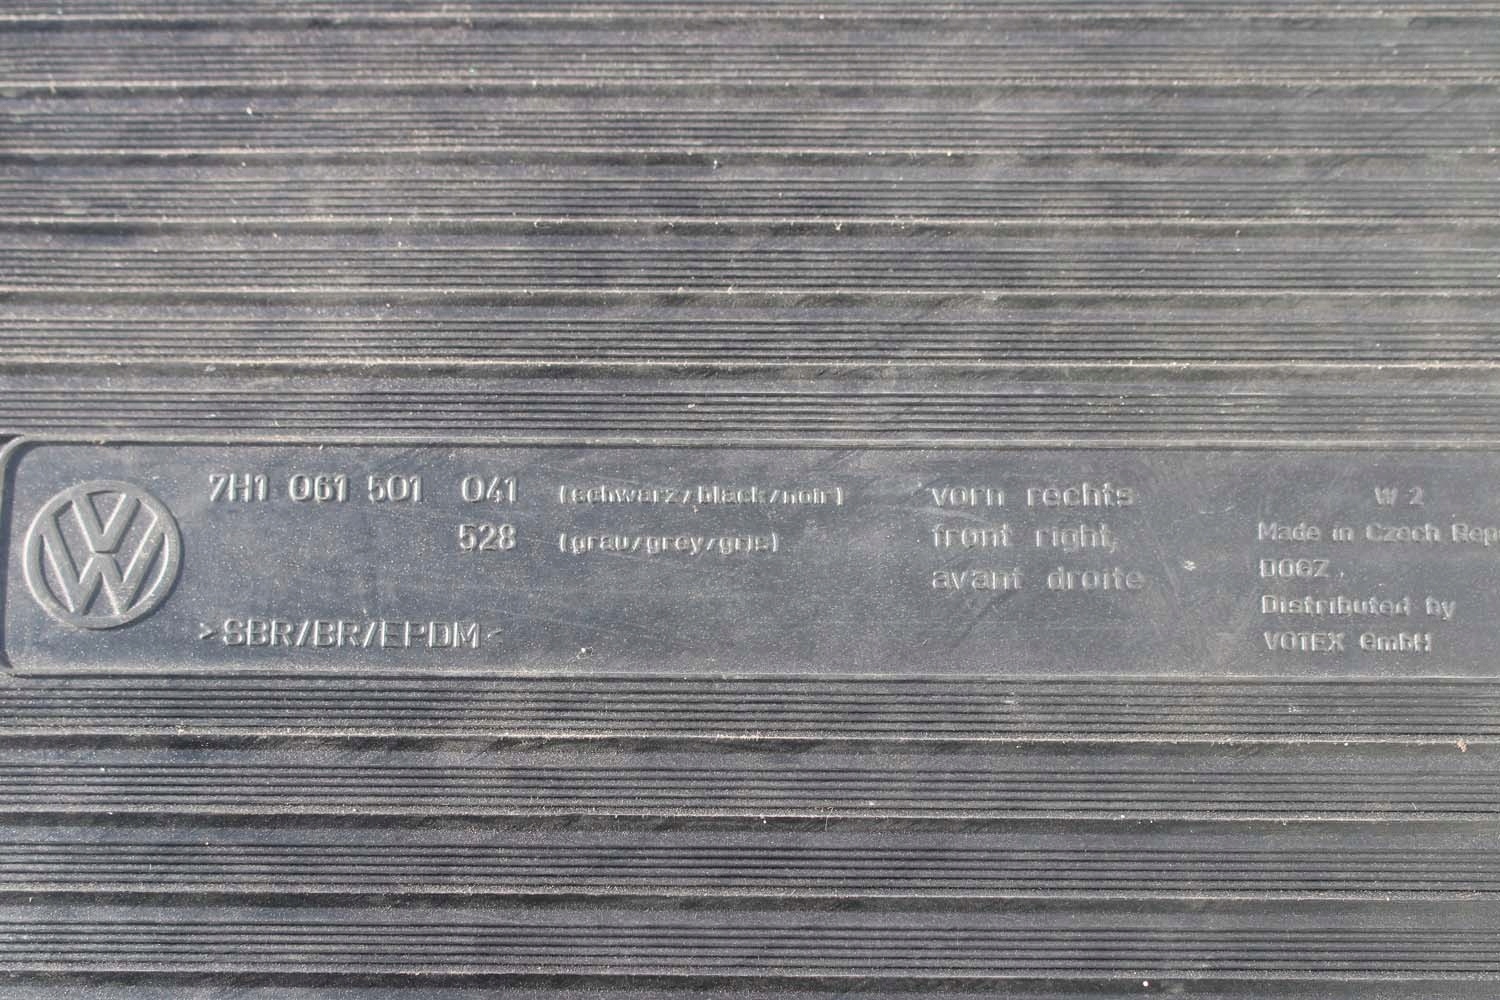 7H1 061 501 041 (schwarz/black/noir)
528 (grau/grey/gris)
>SBR/BR/EPDM<
vorn rechts
front right,
avant droite
W 2
Made in Czech Rep
DOGZ
Distributed by
VOTEX GmbH